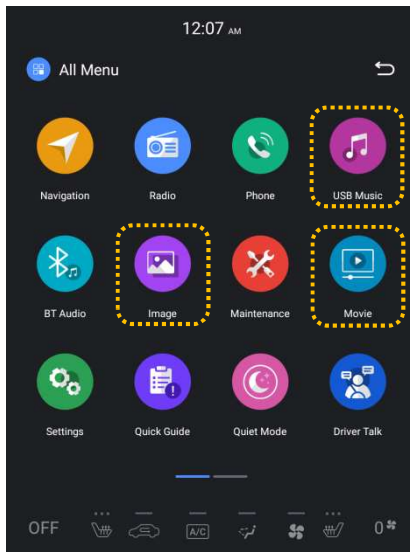 12:07 AM
All Menu
Navigation Radio Phone USB Music
BT Audio Image Maintenance Movie
Settings Quick Guide Quiet Mode Driver Talk
OFF A/C 0